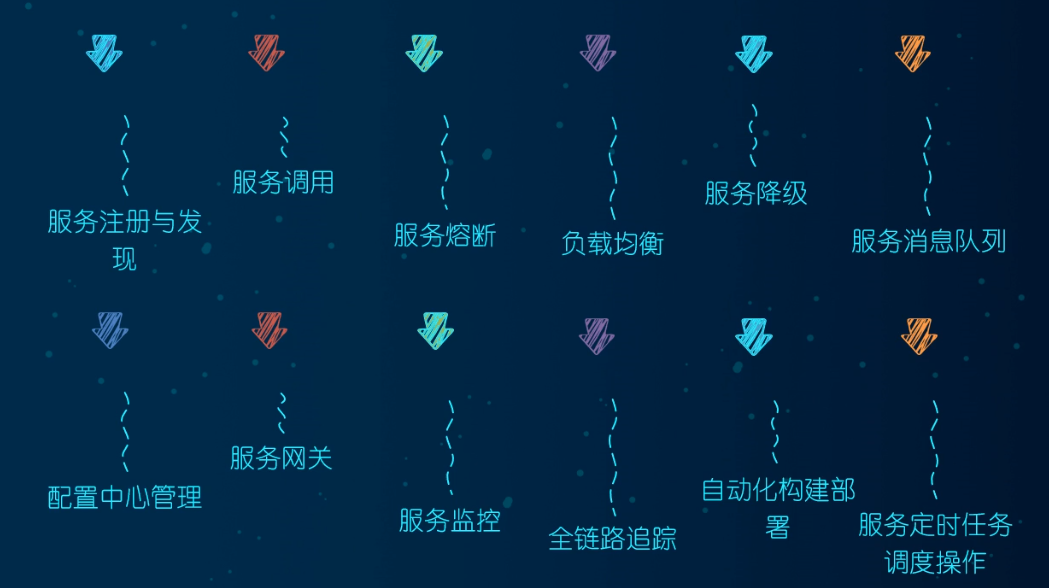 服务注册与发
现
服务调用
服务熔断
负载均衡
服务降级
服务消息队列
配置中心管理
服务网关
服务监控
全链路追踪
自动化构建部
署
服务定时任务
调度操作